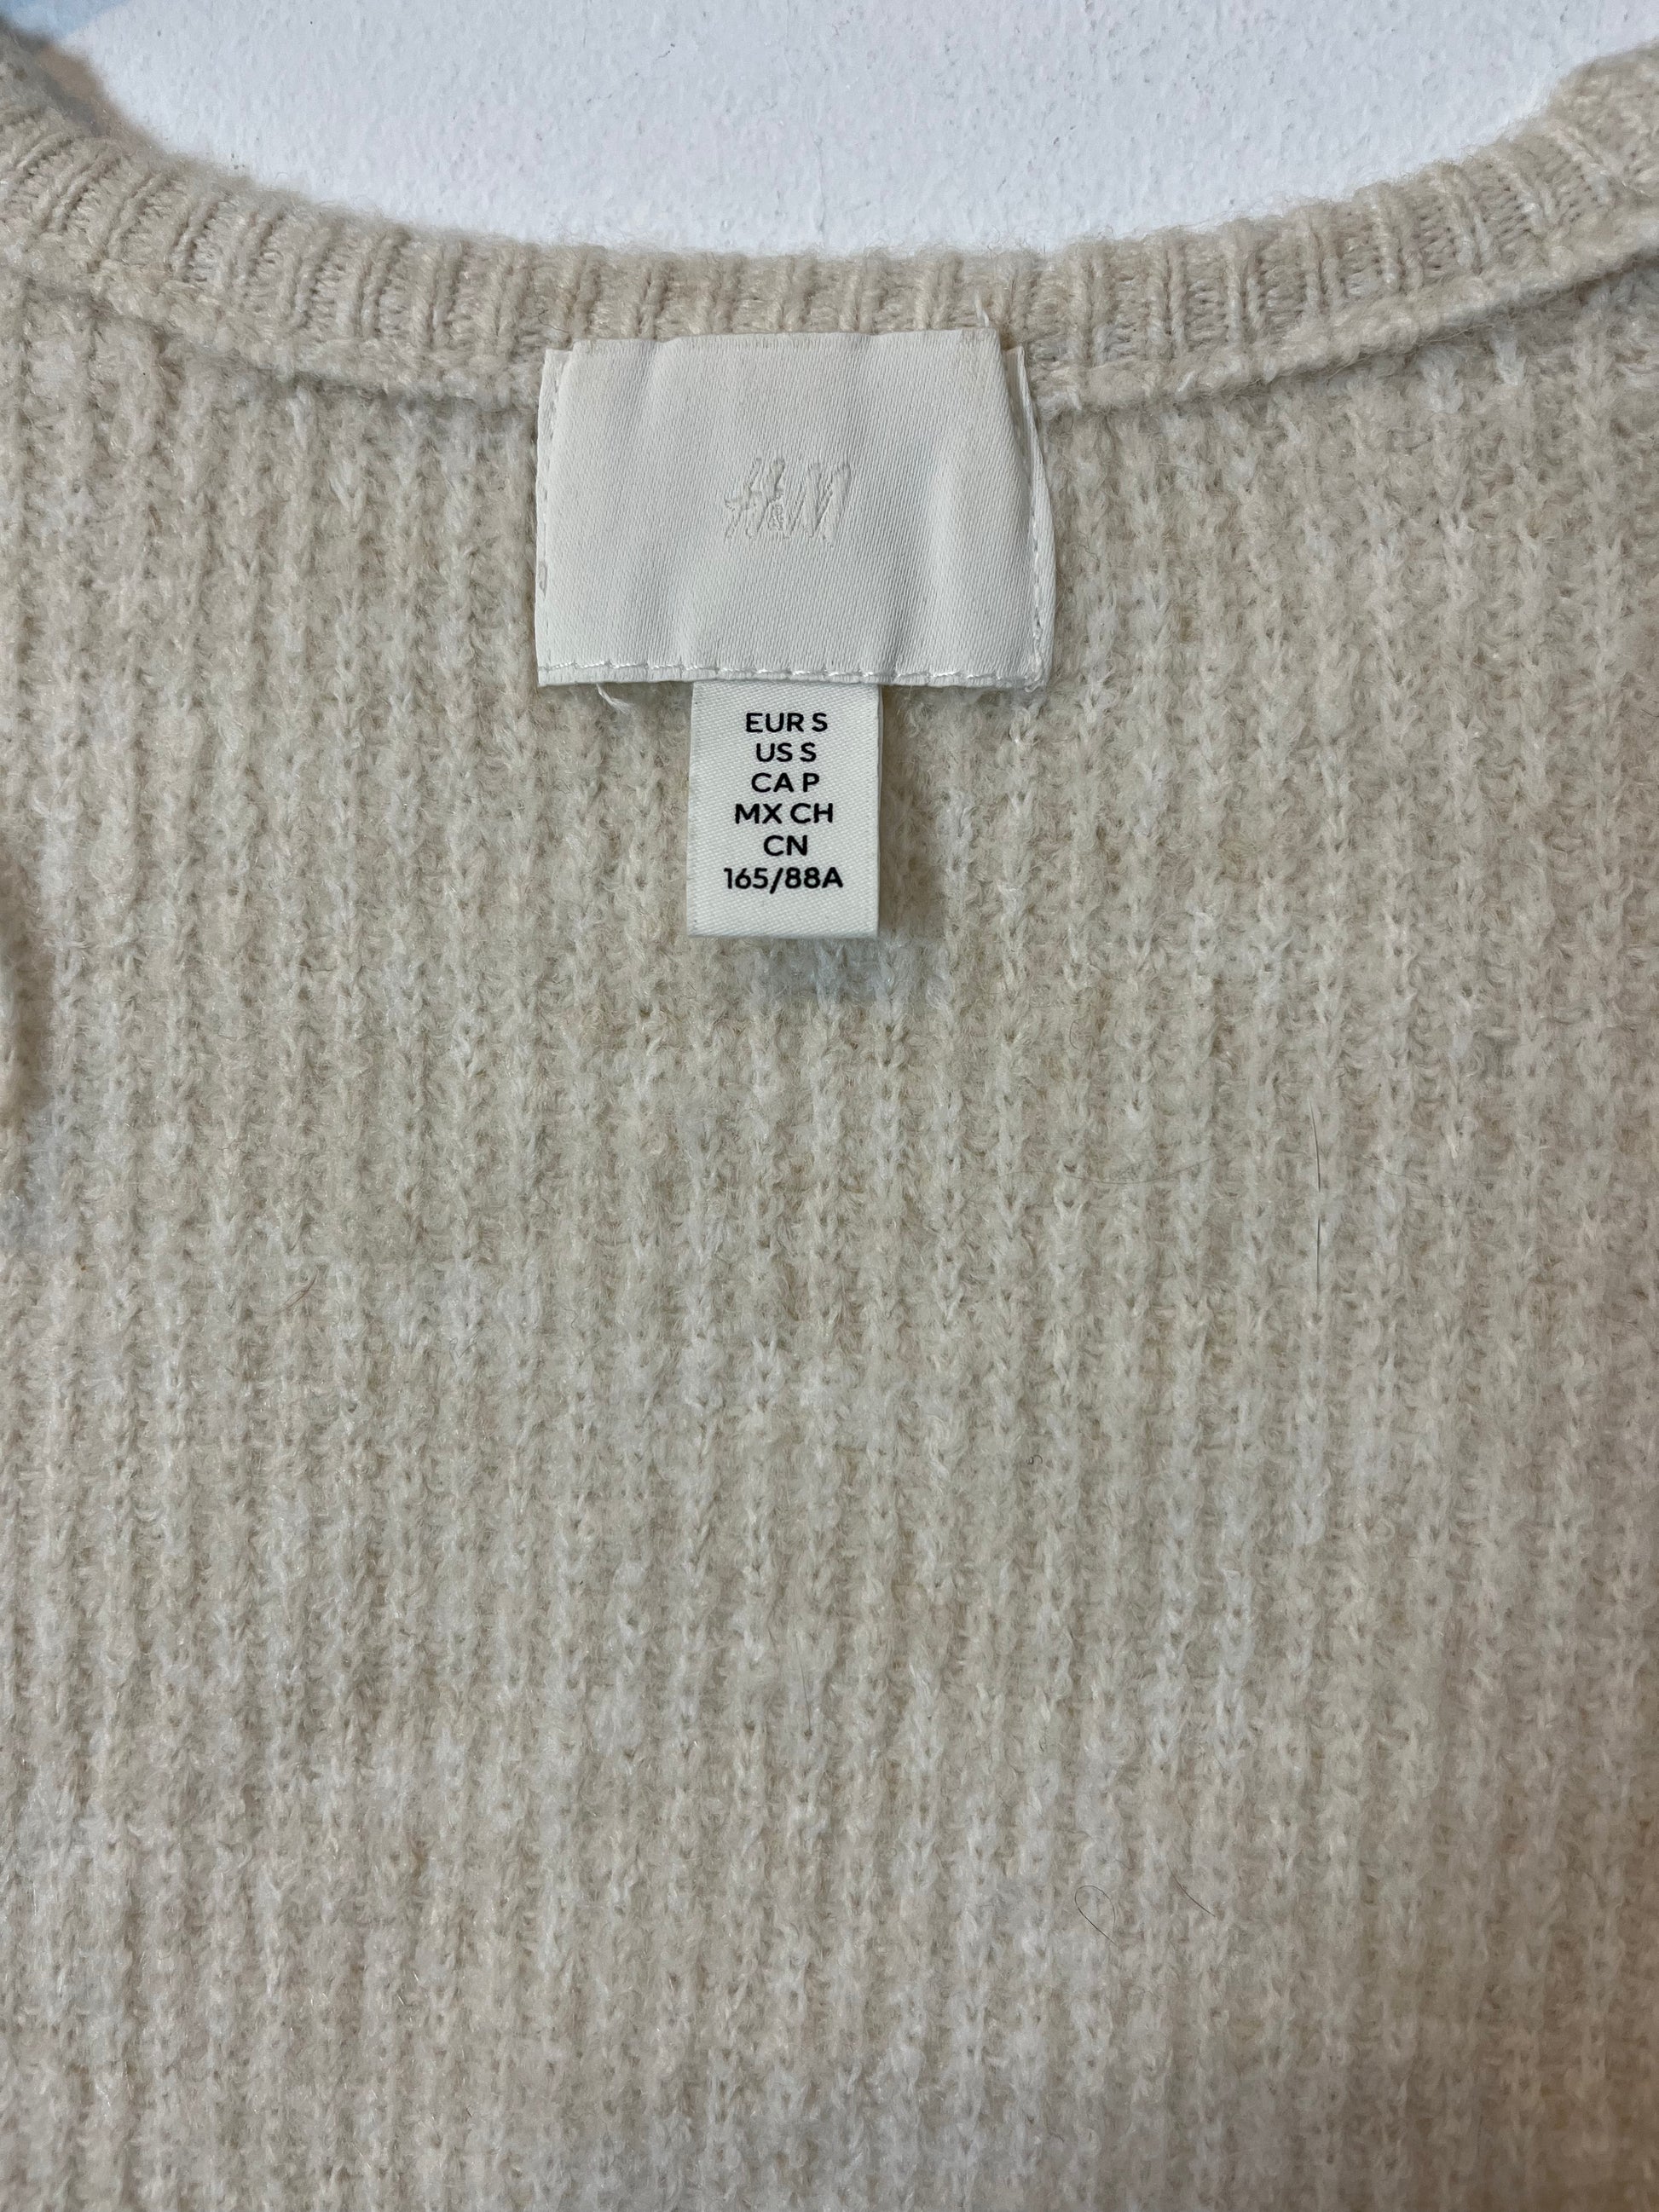 H&M
EUR S
US S
CA P
MX CH
CN
165/88A